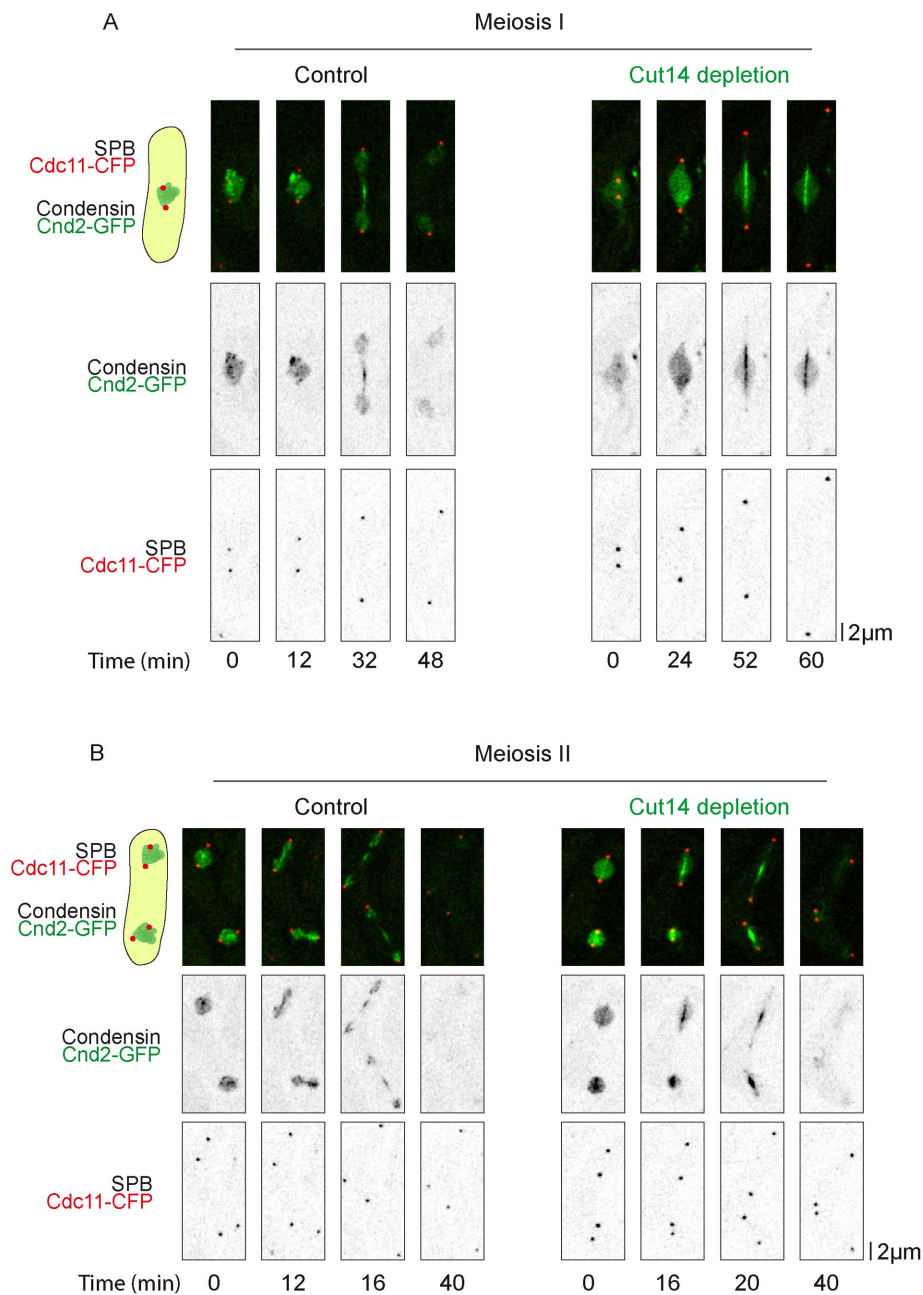 A
Meiosis I
Control
Cut14 depletion
SPB
Cdc11-CFP
Condensin
Cnd2-GFP
Condensin
Cnd2-GFP
SPB
Cdc11-CFP
2µm
Time (min) 0 12 32 48 0 24 52 60
B
Meiosis II
Control
Cut14 depletion
SPB
Cdc11-CFP
Condensin
Cnd2-GFP
Condensin
Cnd2-GFP
SPB
Cdc11-CFP
2µm
Time (min) 0 12 16 40 0 16 20 40